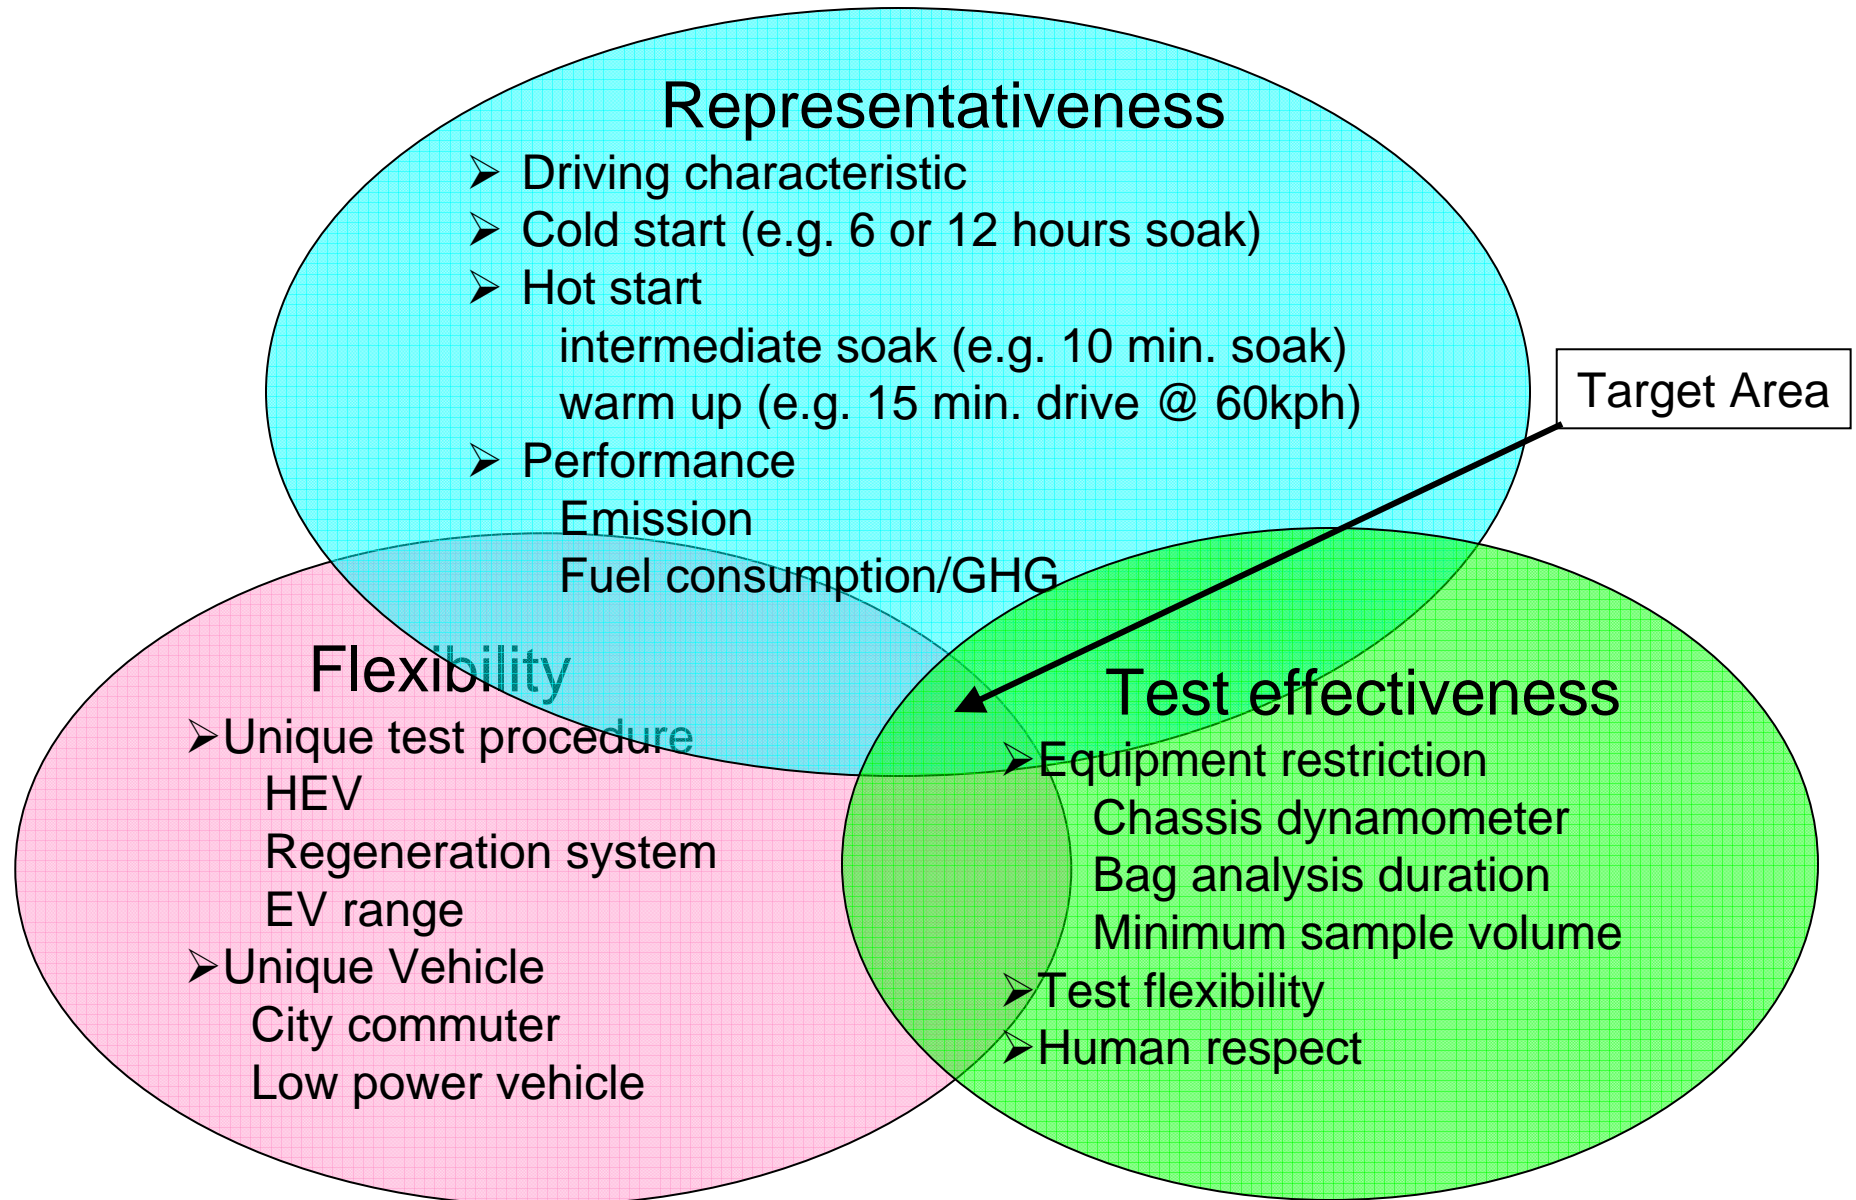 Representativeness
➢ Driving characteristic
➢ Cold start (e.g. 6 or 12 hours soak)
➢ Hot start
intermediate soak (e.g. 10 min. soak)
warm up (e.g. 15 min. drive @ 60kph)
➢ Performance
Emission
Fuel consumption/GHG
Target Area
Flexibility
➢Unique test procedure
HEV
Regeneration system
EV range
➢Unique Vehicle
City commuter
Low power vehicle
Test effectiveness
➢Equipment restriction
Chassis dynamometer
Bag analysis duration
Minimum sample volume
➢Test flexibility
➢Human respect